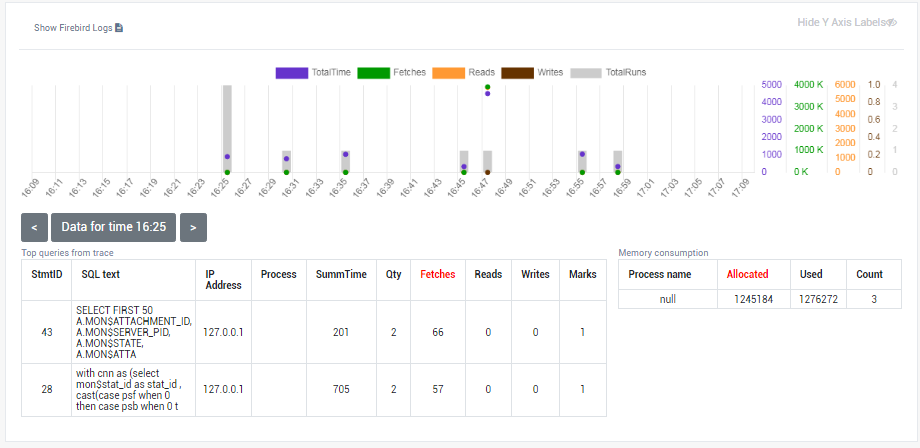 Show Firebird Logs
Hide Y Axis Labels
TotalTime Fetches Reads Writes TotalRuns
5000 4000 K 6000 1.0 4
4000 3000 K 5000 0.8 3
3000 2000 K 4000 0.6 2
2000 1000 K 3000 0.4 1
1000 0 K 2000 0.2 0
0 1000 0
0
16:09 16:11 16:13 16:15 16:17 16:19 16:21 16:23 16:25 16:27 16:29 16:31 16:33 16:35 16:37 16:39 16:41 16:43 16:45 16:47 16:49 16:51 16:53 16:55 16:57 16:59 17:01 17:03 17:05 17:07 17:09
< Data for time 16:25 >
Top queries from trace
StmtID SQL text IP Address Process SummTime Qty Fetches Reads Writes Marks
43
SELECT FIRST 50
A.MON$ATTACHMENT_ID,
A.MON$SERVER_PID,
A.MON$STATE,
A.MON$ATTA
127.0.0.1 201 2 66 0 0 1
28
with cnn as (select
mon$stat_id as stat_id ,
cast(case psf when 0
then case psb when 0 t
127.0.0.1 705 2 57 0 0 1
Memory consumption
Process name Allocated Used Count
null 1245184 1276272 3